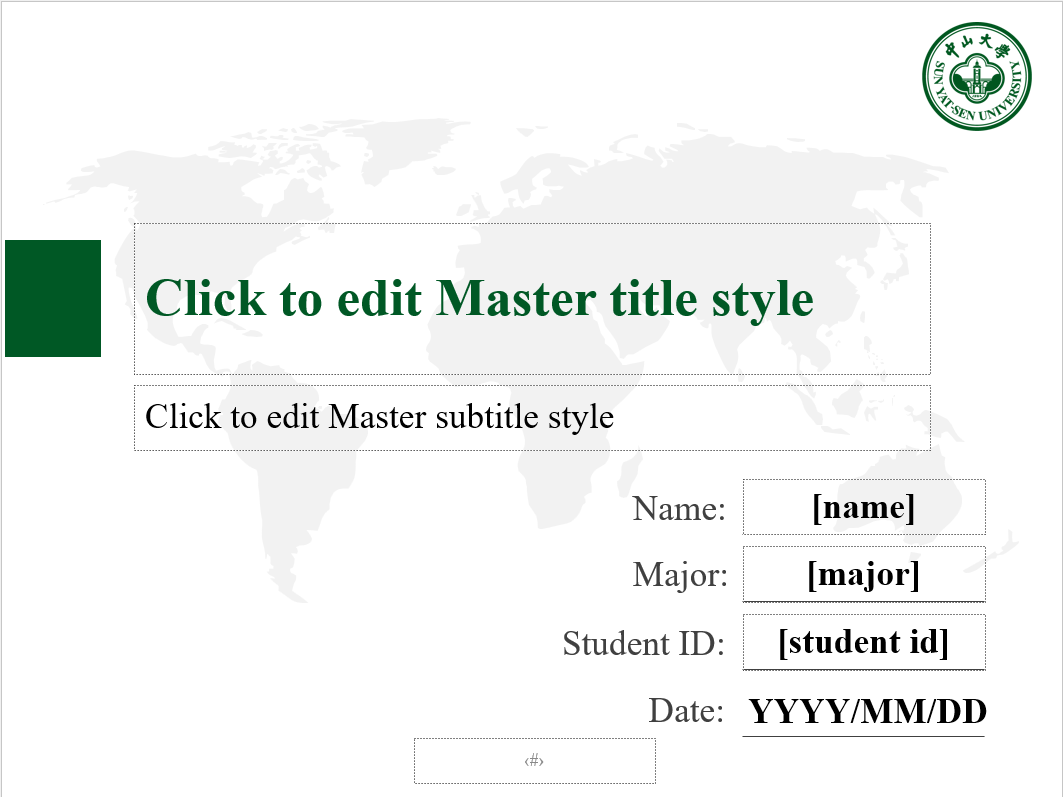 中山大学
SUN YAT-SEN UNIVERSITY
Click to edit Master title style
Click to edit Master subtitle style
Name: [name]
Major: [major]
Student ID: [student id]
Date: YYYY/MM/DD
‹#›